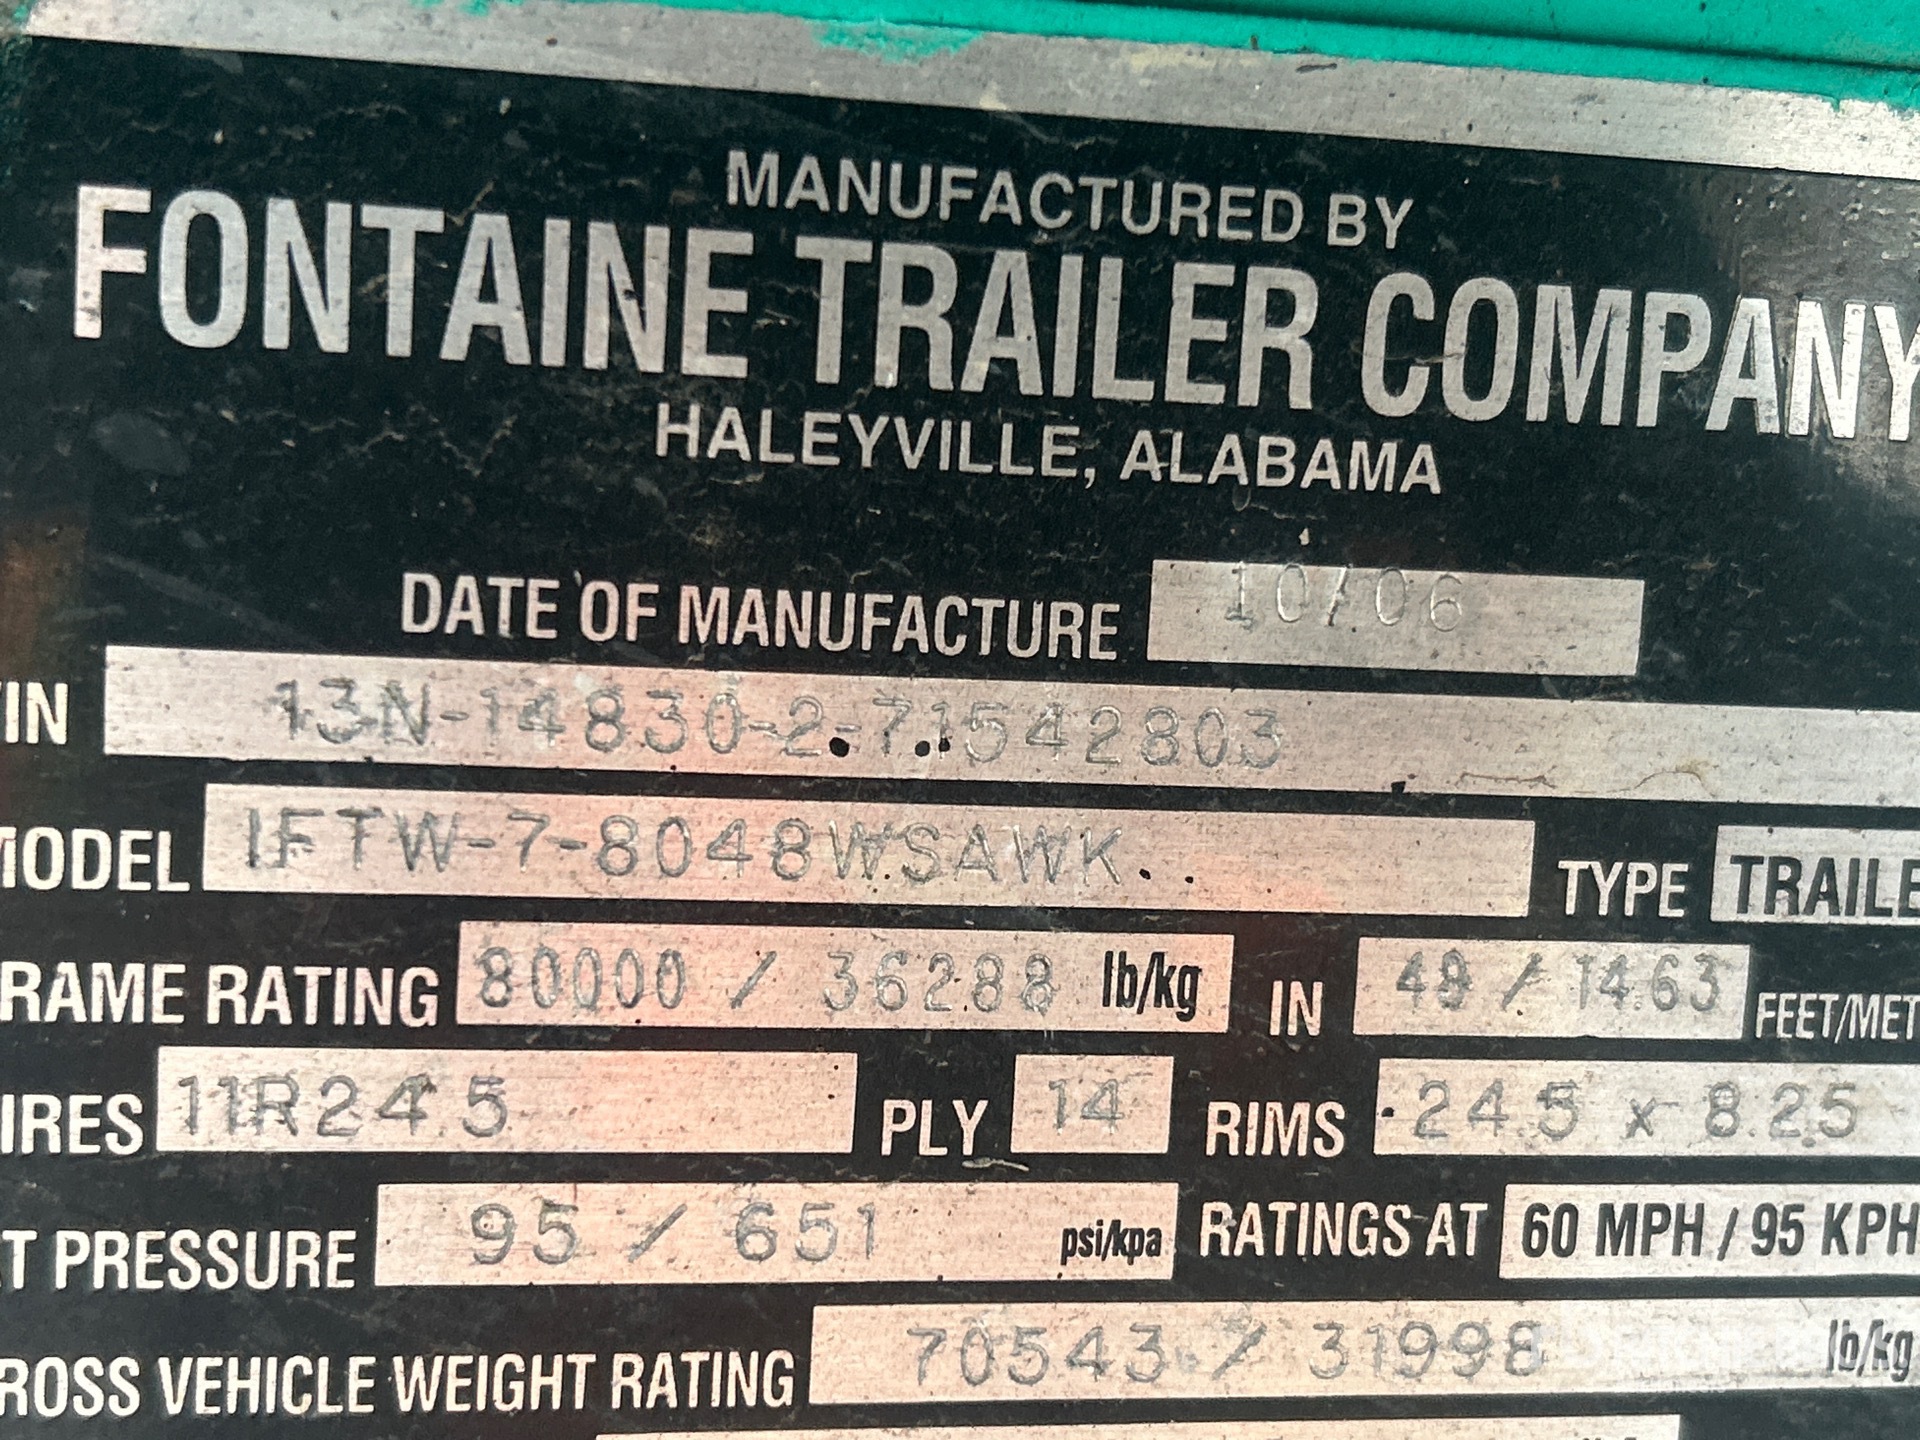 MANUFACTURED BY
FONTAINE TRAILER COMPANY
HALEYVILLE, ALABAMA
DATE OF MANUFACTURE 10/06
VIN 13N-14830-2-71542803
MODEL IFTW-7-8048WSAWK TYPE TRAILE
RAME RATING 80000 / 36288 lb/kg IN 48 / 1463 FEET/MET
IRES 11R24.5 PLY 14 RIMS 24.5 x 8.25
AT PRESSURE 95 / 651 psi/kpa RATINGS AT 60 MPH / 95 KPH
ROSS VEHICLE WEIGHT RATING 70543 / 31998 lb/kg